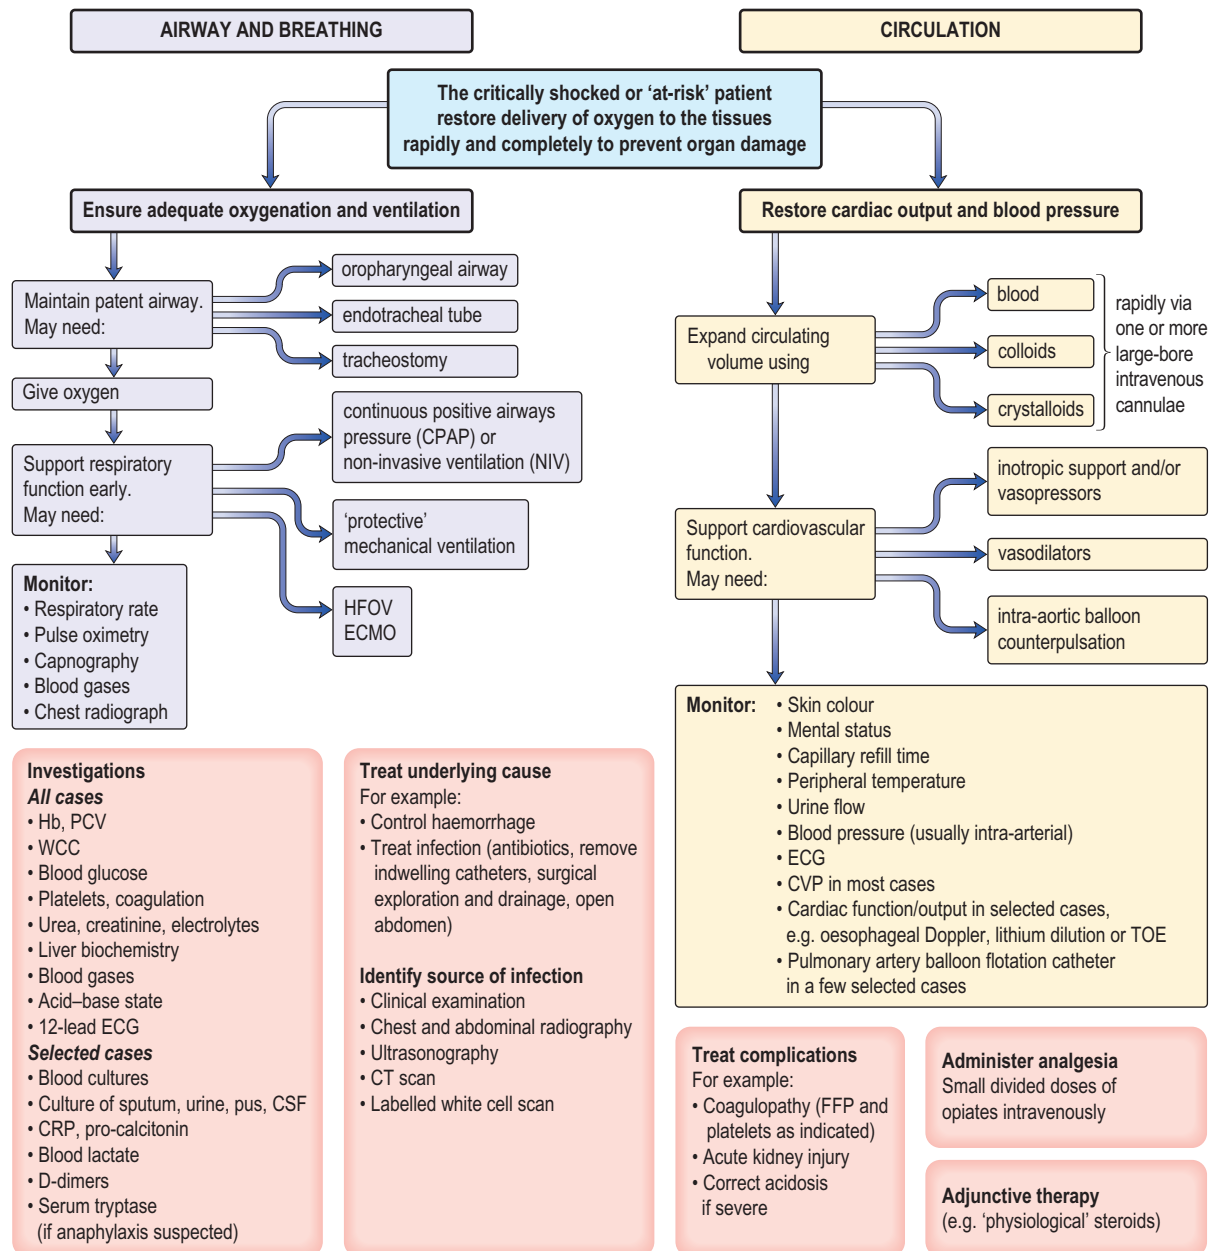 AIRWAY AND BREATHING
CIRCULATION
The critically shocked or ‘at-risk’ patient
restore delivery of oxygen to the tissues
rapidly and completely to prevent organ damage
Ensure adequate oxygenation and ventilation
Maintain patent airway.
May need:
oropharyngeal airway
endotracheal tube
tracheostomy
Give oxygen
Support respiratory
function early.
May need:
continuous positive airways
pressure (CPAP) or
non-invasive ventilation (NIV)
‘protective’
mechanical ventilation
HFOV
ECMO
Monitor:
• Respiratory rate
• Pulse oximetry
• Capnography
• Blood gases
• Chest radiograph
Restore cardiac output and blood pressure
Expand circulating
volume using
blood
colloids
crystalloids
rapidly via
one or more
large-bore
intravenous
cannulae
Support cardiovascular
function.
May need:
inotropic support and/or
vasopressors
vasodilators
intra-aortic balloon
counterpulsation
Monitor: • Skin colour
• Mental status
• Capillary refill time
• Peripheral temperature
• Urine flow
• Blood pressure (usually intra-arterial)
• ECG
• CVP in most cases
• Cardiac function/output in selected cases,
e.g. oesophageal Doppler, lithium dilution or TOE
• Pulmonary artery balloon flotation catheter
in a few selected cases
Investigations
All cases
• Hb, PCV
• WCC
• Blood glucose
• Platelets, coagulation
• Urea, creatinine, electrolytes
• Liver biochemistry
• Blood gases
• Acid–base state
• 12-lead ECG
Selected cases
• Blood cultures
• Culture of sputum, urine, pus, CSF
• CRP, pro-calcitonin
• Blood lactate
• D-dimers
• Serum tryptase
(if anaphylaxis suspected)
Treat underlying cause
For example:
• Control haemorrhage
• Treat infection (antibiotics, remove
indwelling catheters, surgical
exploration and drainage, open
abdomen)
Identify source of infection
• Clinical examination
• Chest and abdominal radiography
• Ultrasonography
• CT scan
• Labelled white cell scan
Treat complications
For example:
• Coagulopathy (FFP and
platelets as indicated)
• Acute kidney injury
• Correct acidosis
if severe
Administer analgesia
Small divided doses of
opiates intravenously
Adjunctive therapy
(e.g. ‘physiological’ steroids)